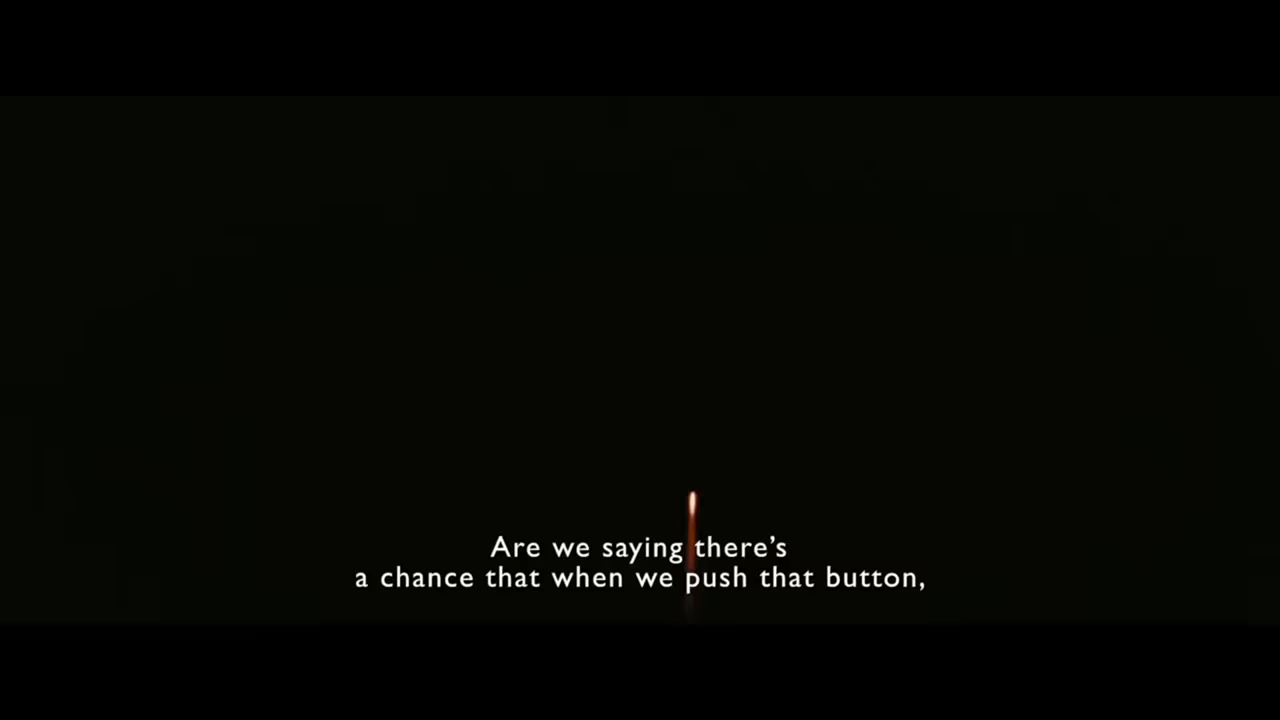 Are we saying there’s
a chance that when we push that button,